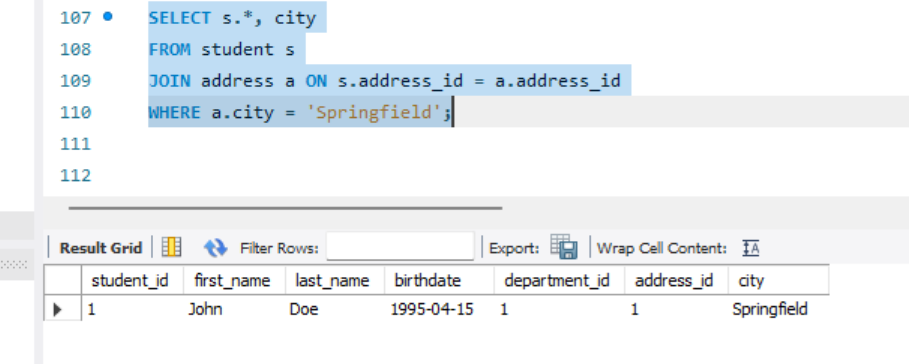 107 SELECT s.*, city
108 FROM student s
109 JOIN address a ON s.address_id = a.address_id
110 WHERE a.city = 'Springfield';
111
112
Result Grid Filter Rows: Export: Wrap Cell Content: IA
student_id first_name last_name birthdate department_id address_id city
1 John Doe 1995-04-15 1 1 Springfield